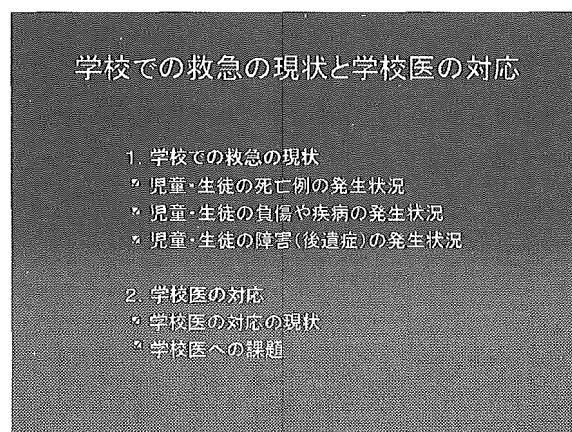 学校での救急の現状と学校医の対応
1. 学校での救急の現状
児童・生徒の死亡例の発生状況
児童・生徒の負傷や疾病の発生状況
児童・生徒の障害(後遺症)の発生状況
2. 学校医の対応
学校医の対応の現状
学校医への課題